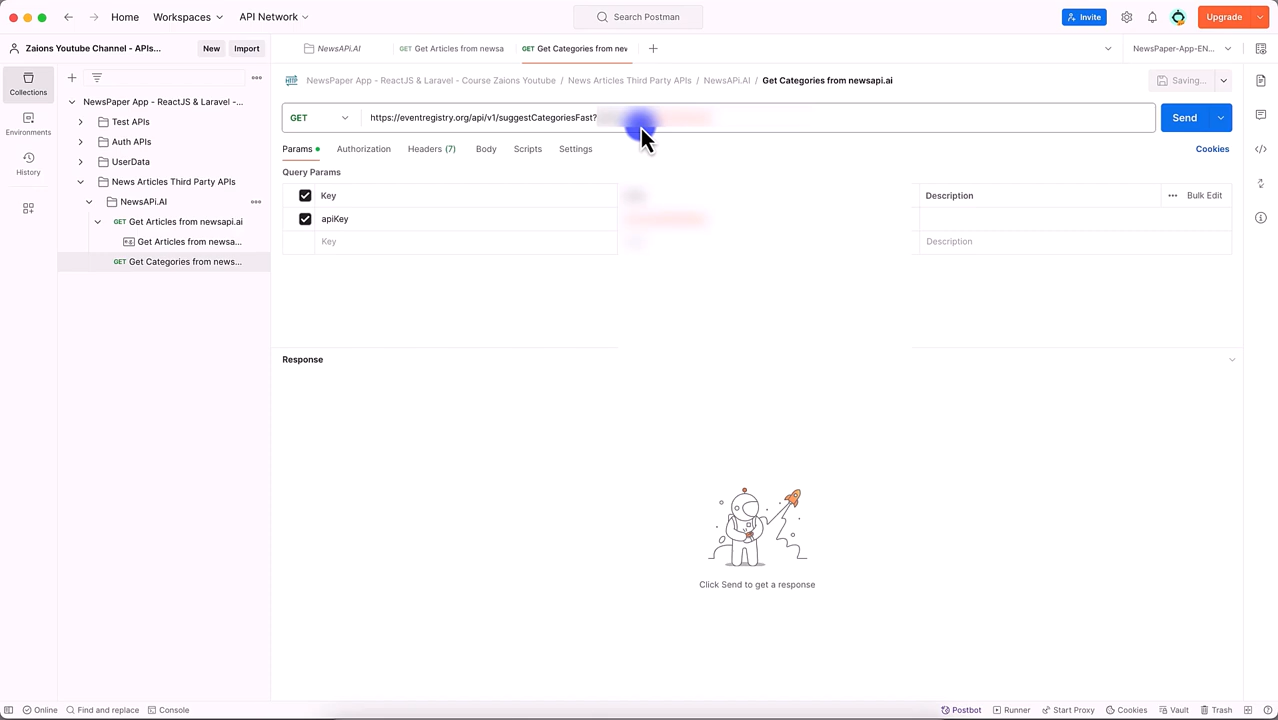 Home
Workspaces
API Network
Search Postman
Invite
Upgrade
Zaions Youtube Channel - APIs...
New
Import
NewsAPI.AI
GET Get Articles from newsa
GET Get Categories from nev
NewsPaper-App-EN...
Collections
Environments
History
NewsPaper App - ReactJS & Laravel -...
Test APIs
Auth APIs
UserData
News Articles Third Party APIs
NewsAPi.AI
GET Get Articles from newsapi.ai
Get Articles from newsa...
GET Get Categories from news...
HTTP NewsPaper App - ReactJS & Laravel - Course Zaions Youtube / News Articles Third Party APIs / NewsAPi.AI / Get Categories from newsapi.ai
Saving...
GET https://eventregistry.org/api/v1/suggestCategoriesFast?
Send
Params Authorization Headers (7) Body Scripts Settings
Cookies
Query Params
Key Description Bulk Edit
apiKey
Key Description
Response
Click Send to get a response
Online Find and replace Console
Postbot Runner Start Proxy Cookies Vault Trash